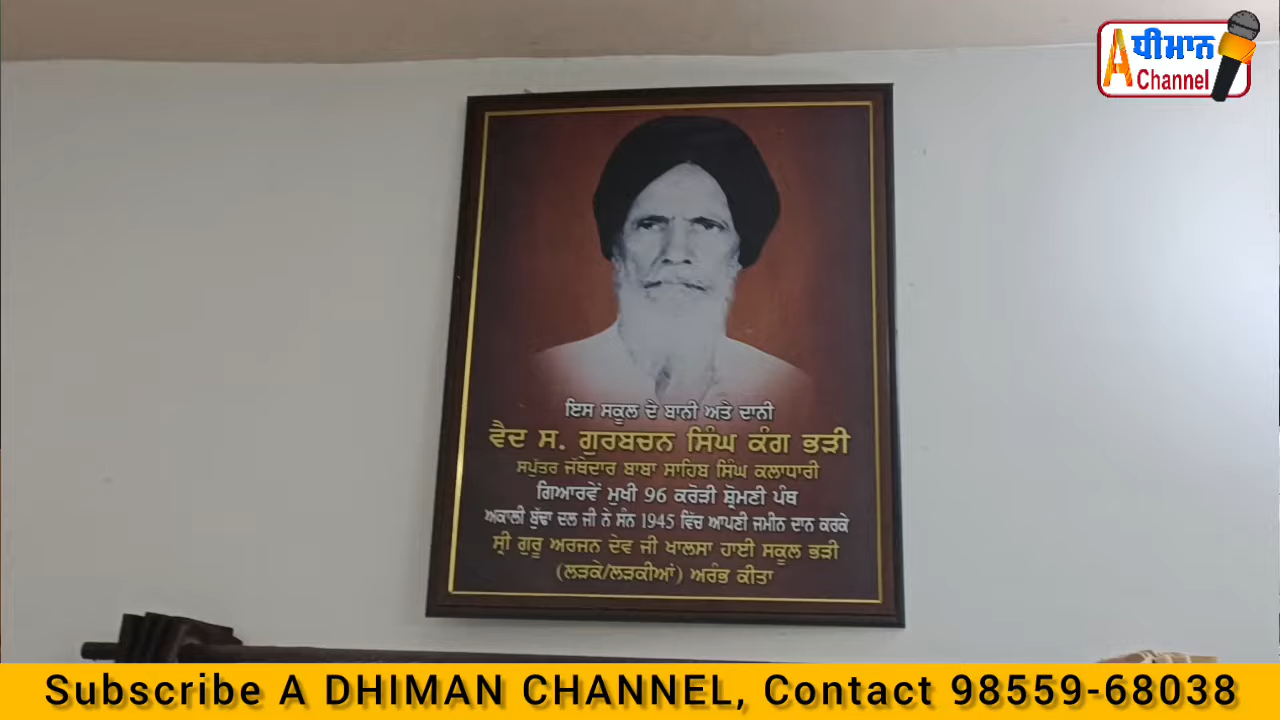 A ਧੀਮਾਨ
Channel
ਇਸ ਸਕੂਲ ਦੇ ਬਾਨੀ ਅਤੇ ਦਾਨੀ
ਵੈਦ ਸ. ਗੁਰਬਚਨ ਸਿੰਘ ਕੰਗ ਭੜੀ
ਸਪੁੱਤਰ ਜੱਥੇਦਾਰ ਬਾਬਾ ਸਾਹਿਬ ਸਿੰਘ ਕਲਾਧਾਰੀ
ਗਿਆਰਵੇਂ ਮੁਖੀ 96 ਕਰੋੜੀ ਸ਼੍ਰੋਮਣੀ ਪੰਥ
ਅਕਾਲੀ ਬੁੱਢਾ ਦਲ ਜੀ ਨੇ ਸੰਨ 1945 ਵਿੱਚ ਆਪਣੀ ਜਮੀਨ ਦਾਨ ਕਰਕੇ
ਸ੍ਰੀ ਗੁਰੂ ਅਰਜਨ ਦੇਵ ਜੀ ਖਾਲਸਾ ਹਾਈ ਸਕੂਲ ਭੜੀ
(ਲੜਕੇ/ਲੜਕੀਆਂ) ਅਰੰਭ ਕੀਤਾ
Subscribe A DHIMAN CHANNEL, Contact 98559-68038